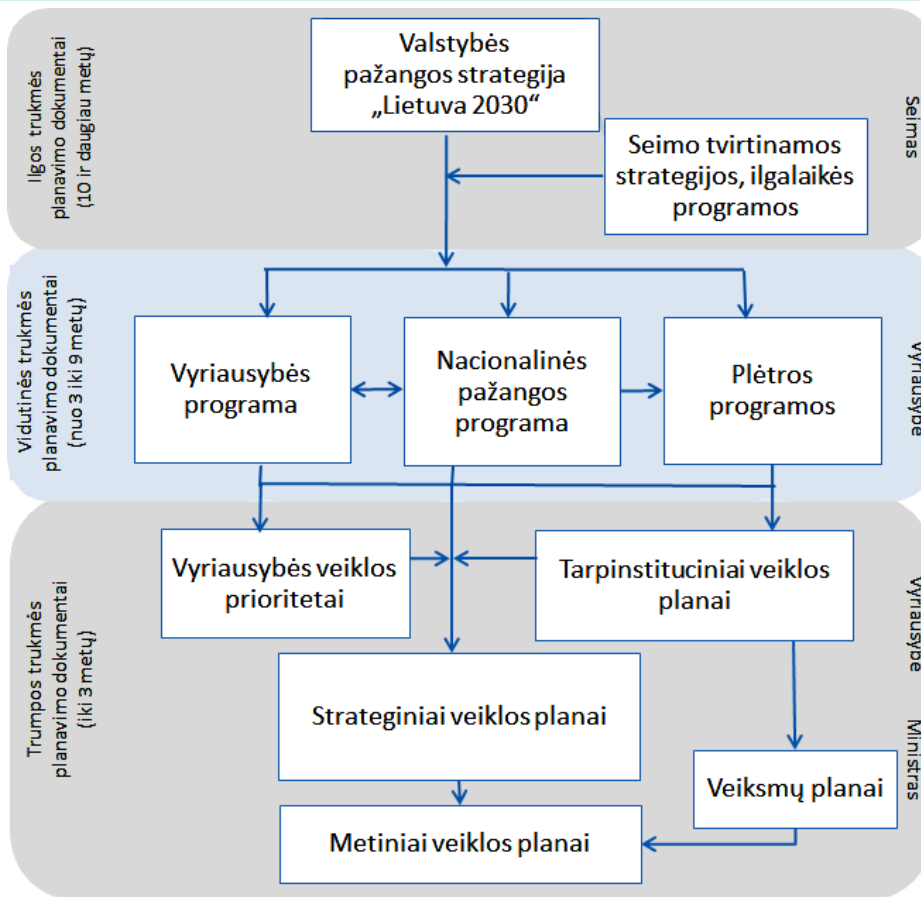 Ilgos trukmės
planavimo dokumentai
(10 ir daugiau metų)
Valstybės
pažangos strategija
„Lietuva 2030“
Seimo tvirtinamos
strategijos, ilgalaikės
programos
Seimas
Vidutinės trukmės
planavimo dokumentai
(nuo 3 iki 9 metų)
Vyriausybės
programa
Nacionalinės
pažangos
programa
Plėtros
programos
Vyriausybė
Trumpos trukmės
planavimo dokumentai
(iki 3 metų)
Vyriausybės veiklos
prioritetai
Tarpinstituciniai veiklos
planai
Vyriausybė
Strateginiai veiklos planai
Veiksmų planai
Ministras
Metiniai veiklos planai